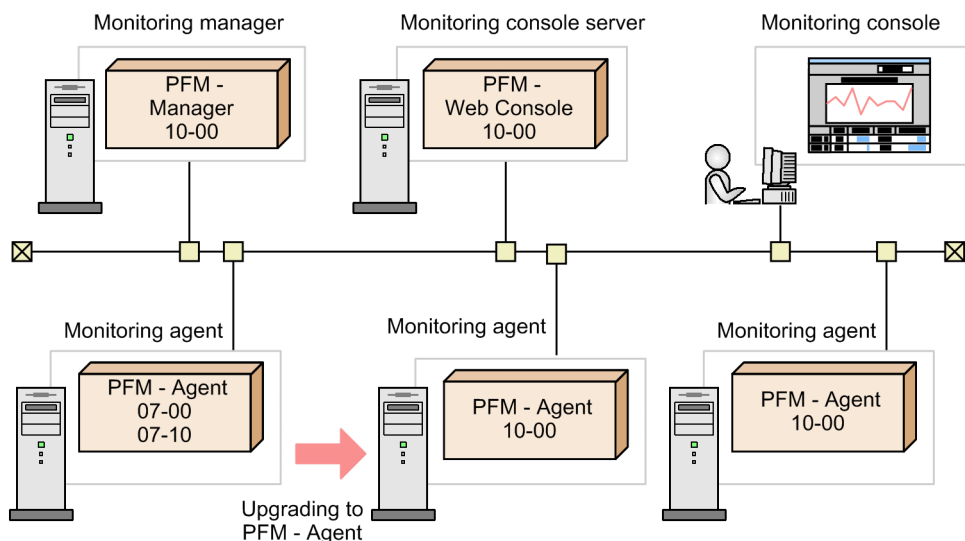 Monitoring manager
Monitoring console server
Monitoring console
PFM -
Manager
10-00
PFM -
Web Console
10-00
Monitoring agent
Monitoring agent
Monitoring agent
PFM - Agent
07-00
07-10
PFM - Agent
10-00
PFM - Agent
10-00
Upgrading to
PFM - Agent